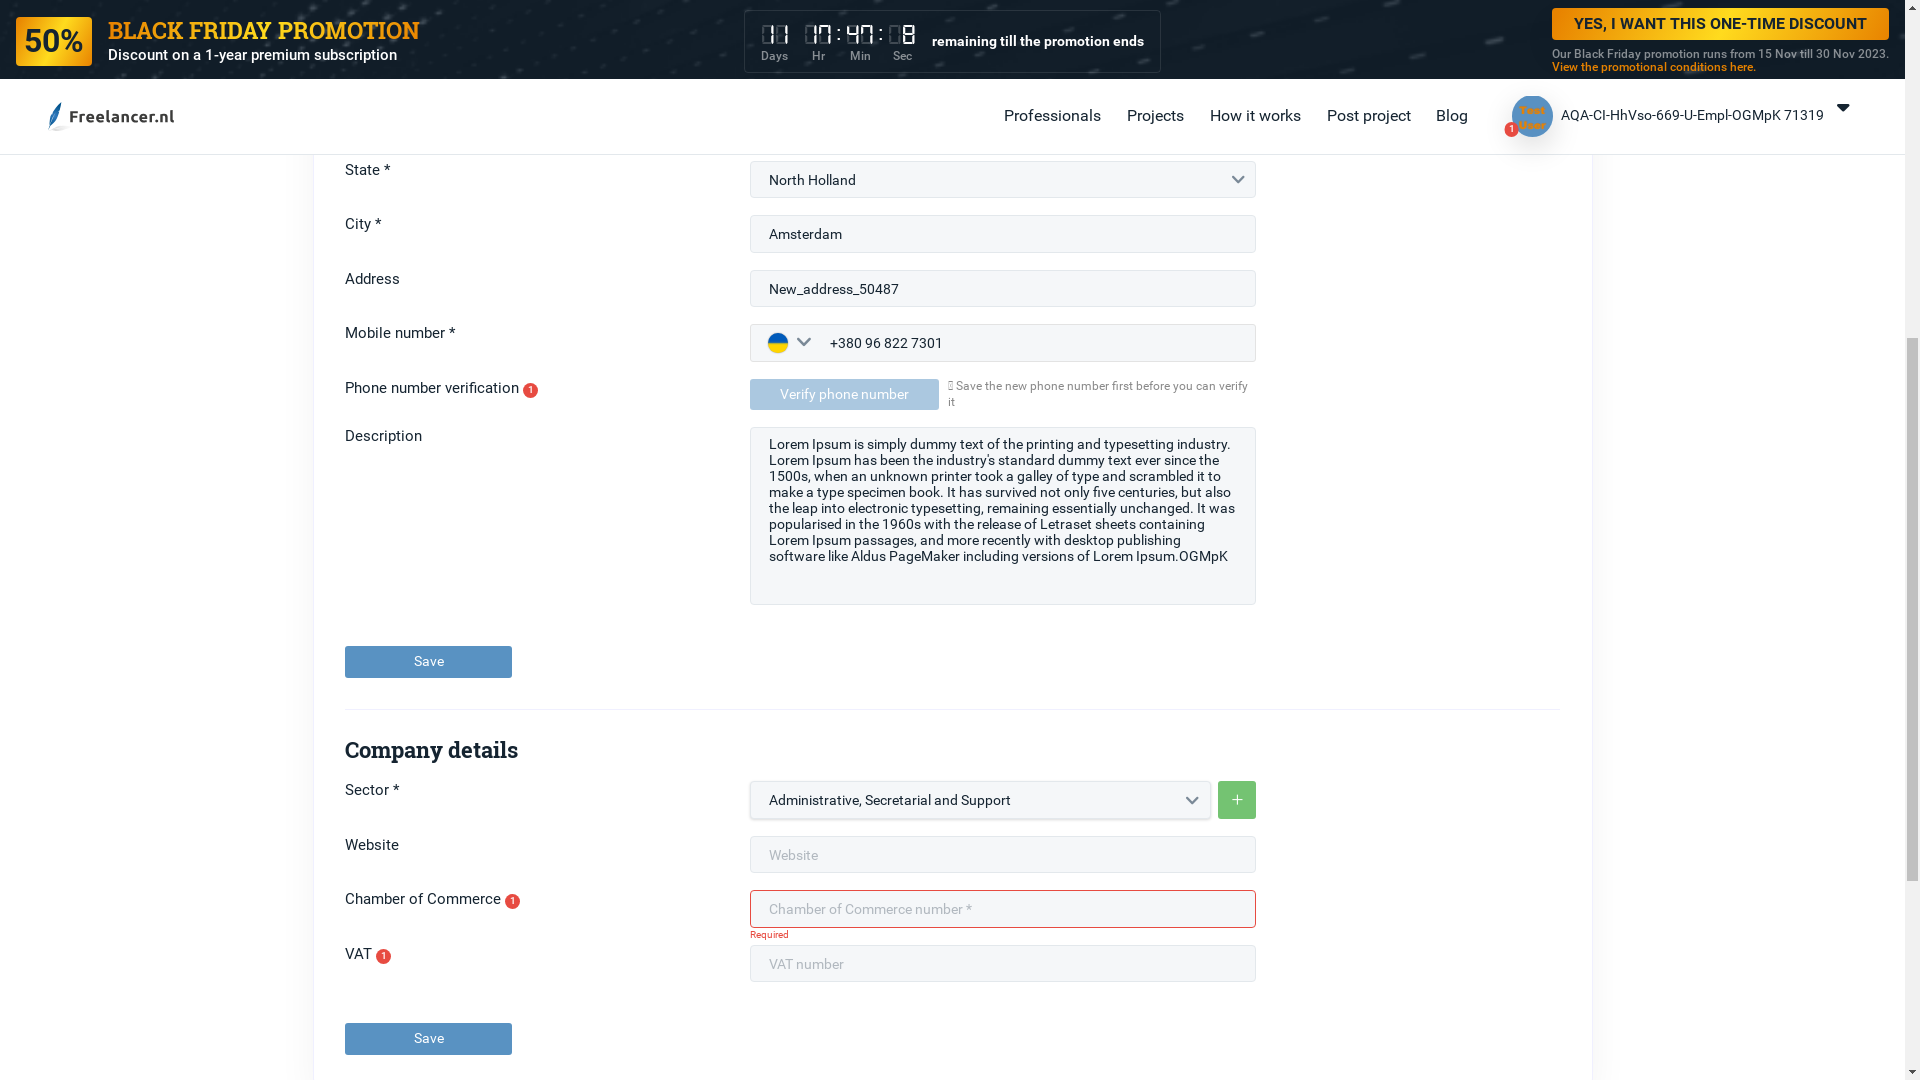 50%
BLACK FRIDAY PROMOTION
Discount on a 1-year premium subscription
11 17 : 47 : 8
Days Hr Min Sec
remaining till the promotion ends
YES, I WANT THIS ONE-TIME DISCOUNT
Our Black Friday promotion runs from 15 Nov till 30 Nov 2023.
View the promotional conditions here.
Freelancer.nl
Professionals
Projects
How it works
Post project
Blog
Test
User
1
AQA-CI-HhVso-669-U-Empl-OGMpK 71319
State *
North Holland
City *
Amsterdam
Address
New_address_50487
Mobile number *
+380 96 822 7301
Phone number verification 1
Verify phone number
Save the new phone number first before you can verify
it
Description
Lorem Ipsum is simply dummy text of the printing and typesetting industry.
Lorem Ipsum has been the industry's standard dummy text ever since the
1500s, when an unknown printer took a galley of type and scrambled it to
make a type specimen book. It has survived not only five centuries, but also
the leap into electronic typesetting, remaining essentially unchanged. It was
popularised in the 1960s with the release of Letraset sheets containing
Lorem Ipsum passages, and more recently with desktop publishing
software like Aldus PageMaker including versions of Lorem Ipsum.OGMpK
Save
Company details
Sector *
Administrative, Secretarial and Support
+
Website
Website
Chamber of Commerce 1
Chamber of Commerce number *
Required
VAT 1
VAT number
Save